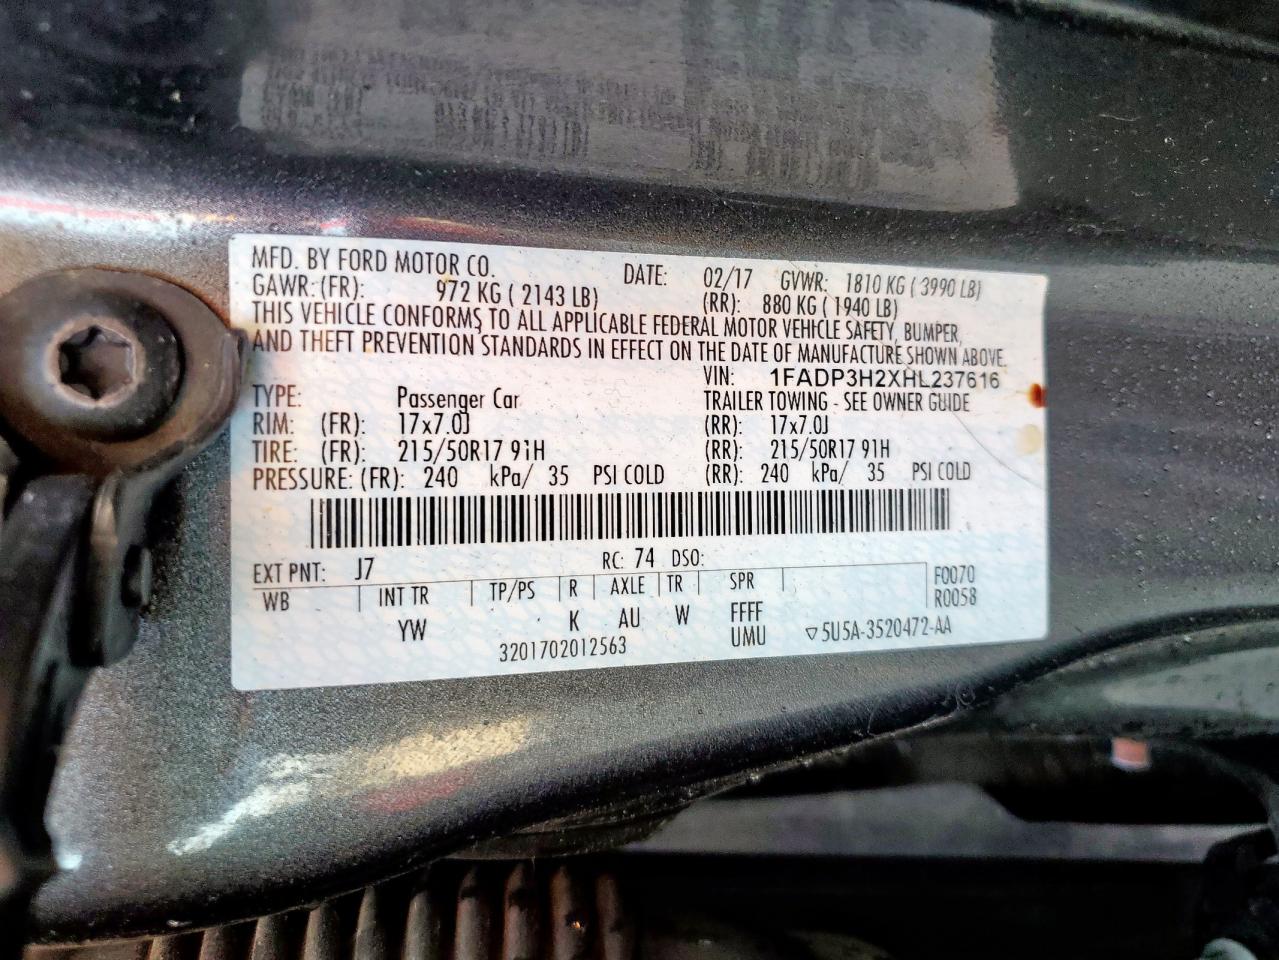 MFD. BY FORD MOTOR CO. DATE: 02/17 GVWR: 1810 KG ( 3990 LB)
GAWR: (FR): 972 KG ( 2143 LB) (RR): 880 KG ( 1940 LB)
THIS VEHICLE CONFORMS TO ALL APPLICABLE FEDERAL MOTOR VEHICLE SAFETY, BUMPER,
AND THEFT PREVENTION STANDARDS IN EFFECT ON THE DATE OF MANUFACTURE SHOWN ABOVE.
VIN: 1FADP3H2XHL237616
TYPE: Passenger Car TRAILER TOWING - SEE OWNER GUIDE
RIM: (FR): 17x7.0J (RR): 17x7.0J
TIRE: (FR): 215/50R17 91H (RR): 215/50R17 91H
PRESSURE: (FR): 240 kPa/ 35 PSI COLD (RR): 240 kPa/ 35 PSI COLD
EXT PNT: J7 RC: 74 DSO:
WB INT TR TP/PS R AXLE TR SPR F0070
R0058
YW K AU W FFFF
UMU ▽5U5A-3520472-AA
3201702012563